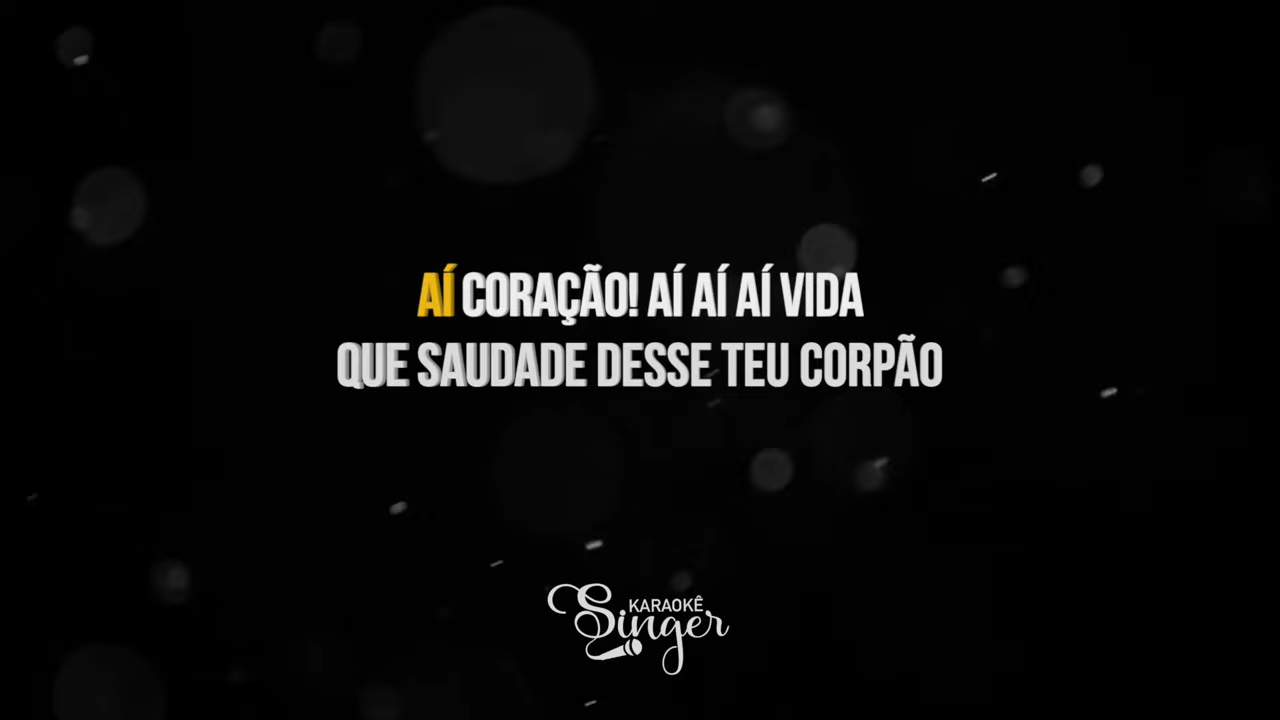 AÍ CORAÇÃO! AÍ AÍ AÍ VIDA
QUE SAUDADE DESSE TEU CORPÃO
KARAOKÊ
Singer